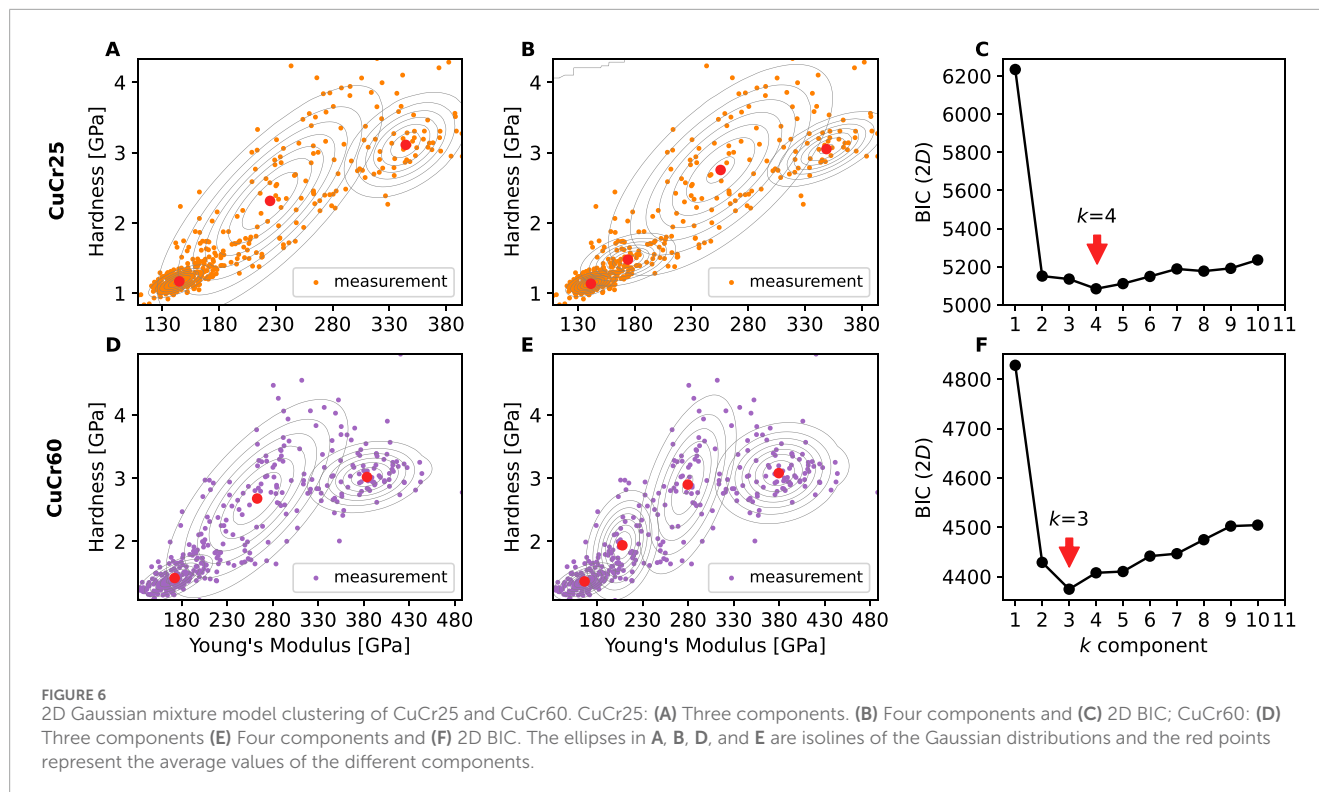 A
B
C
CuCr25
Hardness [GPa]
4
3
2
1
130 180 230 280 330 380
measurement
Hardness [GPa]
4
3
2
1
130 180 230 280 330 380
measurement
BIC (2D)
6200
6000
5800
5600
5400
5200
5000
k=4
1 2 3 4 5 6 7 8 9 10 11
D
E
F
CuCr60
Hardness [GPa]
4
3
2
180 230 280 330 380 430 480
Young's Modulus [GPa]
measurement
Hardness [GPa]
4
3
2
180 230 280 330 380 430 480
Young's Modulus [GPa]
measurement
BIC (2D)
4800
4700
4600
4500
4400
k=3
1 2 3 4 5 6 7 8 9 10 11
k component
FIGURE 6
2D Gaussian mixture model clustering of CuCr25 and CuCr60. CuCr25: (A) Three components. (B) Four components and (C) 2D BIC; CuCr60: (D)
Three components (E) Four components and (F) 2D BIC. The ellipses in A, B, D, and E are isolines of the Gaussian distributions and the red points
represent the average values of the different components.